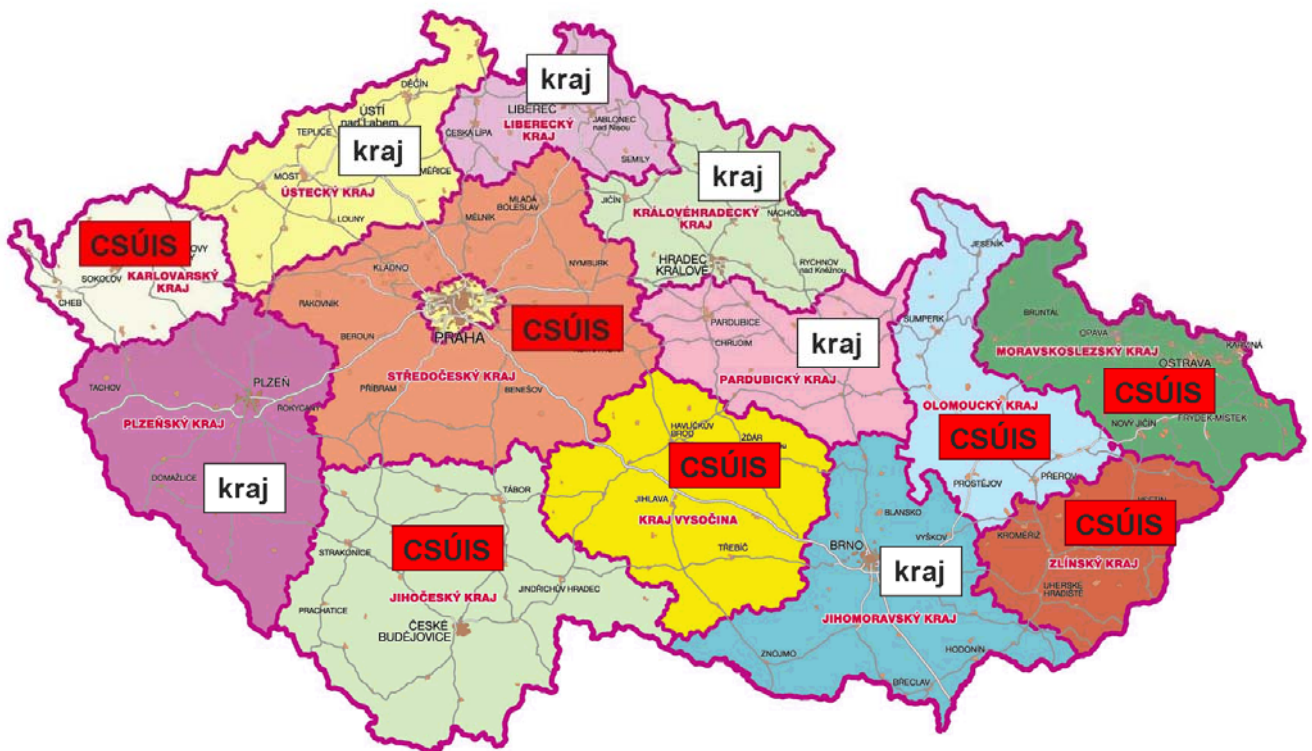 kraj
DĚČÍN
ÚSTÍ
nad Labem
TEPLICE
kraj
MOST
MĚŘICE
ÚSTECKÝ KRAJ
LOUNY
LIBEREC
LIBERECKÝ
KRAJ
JABLONEC
nad Nisou
ČESKÁ LÍPA
SEMILY
kraj
JIČÍN
KRÁLOVÉHRADECKÝ
KRAJ
NÁCHOD
HRADEC
KRÁLOVÉ
RYCHNOV
nad Kněžnou
CSÚIS
SOKOLOV
KARLOVARSKÝ
KRAJ
CHEB
MLADÁ
BOLESLAV
MĚLNÍK
KLADNO
NYMBURK
RAKOVNÍK
PRAHA
CSÚIS
BEROUN
STŘEDOČESKÝ KRAJ
PŘÍBRAM
BENEŠOV
PARDUBICE
CHRUDIM
kraj
PARDUBICKÝ KRAJ
JESENÍK
ŠUMPERK
OLOMOUCKÝ KRAJ
CSÚIS
PROSTĚJOV
PŘEROV
BRUNTÁL
OPAVA
KARVINÁ
MORAVSKOSLEZSKÝ KRAJ
OSTRAVA
CSÚIS
FRÝDEK-MÍSTEK
NOVÝ JIČÍN
TACHOV
PLZEŇ
ROKYCANY
PLZEŇSKÝ KRAJ
DOMAŽLICE
kraj
TÁBOR
STRAKONICE
CSÚIS
JIHOČESKÝ KRAJ
JINDŘICHŮV HRADEC
PRACHATICE
ČESKÉ
BUDĚJOVICE
HAVLÍČKŮV
BROD
ŽĎÁR
CSÚIS
JIHLAVA
KRAJ VYSOČINA
TŘEBÍČ
BLANSKO
BRNO
VYŠKOV
kraj
JIHOMORAVSKÝ KRAJ
ZNOJMO
HODONÍN
BŘECLAV
CSÚIS
KROMĚŘÍŽ
ZLÍNSKÝ KRAJ
UHERSKÉ
HRADIŠTĚ